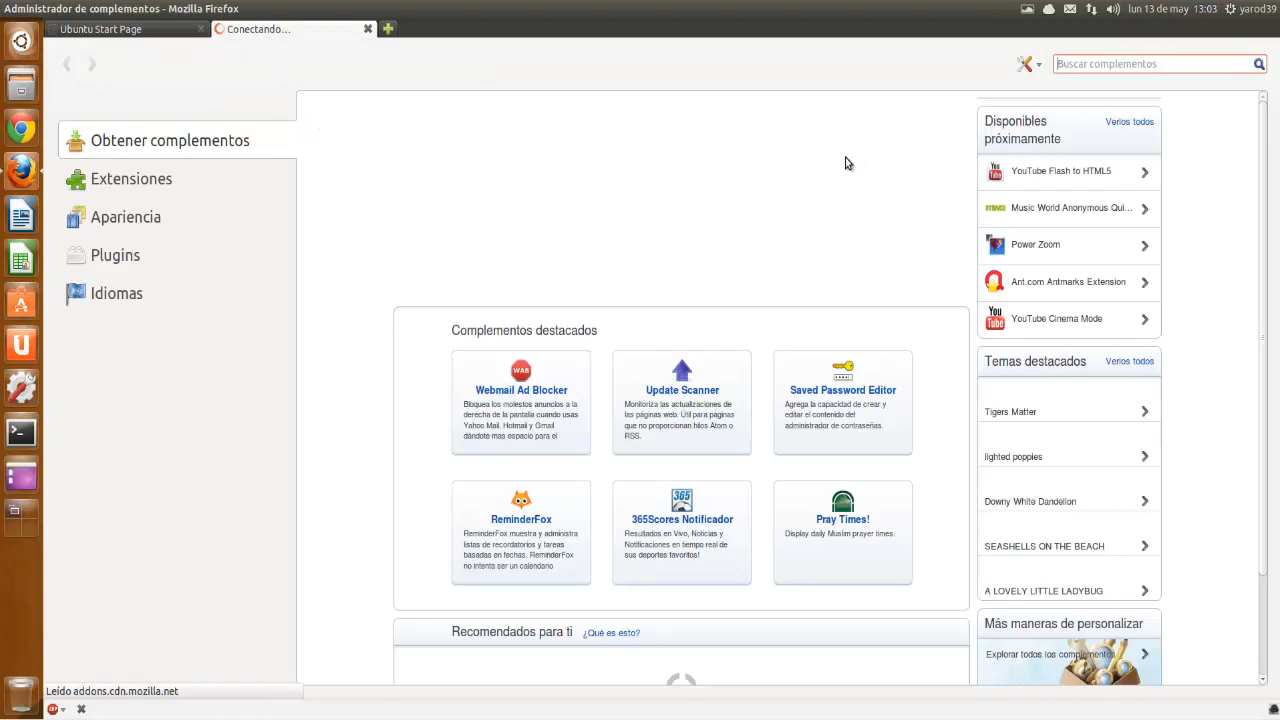 Administrador de complementos - Mozilla Firefox
lun 13 de may 13:03 yarod39
Ubuntu Start Page
Conectando...
Buscar complementos
Obtener complementos
Extensiones
Apariencia
Plugins
Idiomas
Complementos destacados
Webmail Ad Blocker
Bloquea los molestos anuncios a la
derecha de la pantalla cuando usas
Yahoo Mail, Hotmail y Gmail
dándote mas espacio para el
Update Scanner
Monitoriza las actualizaciones de
las páginas web. Útil para páginas
que no proporcionan hilos Atom o
RSS.
Saved Password Editor
Agrega la capacidad de crear y
editar el contenido del
administrador de contraseñas.
ReminderFox
ReminderFox muestra y administra
listas de recordatorios y tareas
basadas en fechas. ReminderFox
no intenta ser un calendario
365
365Scores Notificador
Resultados en Vivo, Noticias y
Notificaciones en tiempo real de
sus deportes favoritos!
Pray Times!
Display daily Muslim prayer times.
Recomendados para ti ¿Qué es esto?
Disponibles
próximamente
Verlos todos
YouTube Flash to HTML5
Music World Anonymous Qui...
Power Zoom
Ant.com Antmarks Extension
YouTube Cinema Mode
Temas destacados
Verlos todos
Tigers Matter
lighted poppies
Downy White Dandelion
SEASHELLS ON THE BEACH
A LOVELY LITTLE LADYBUG
Más maneras de personalizar
Explorar todos los complementos
Leído addons.cdn.mozilla.net